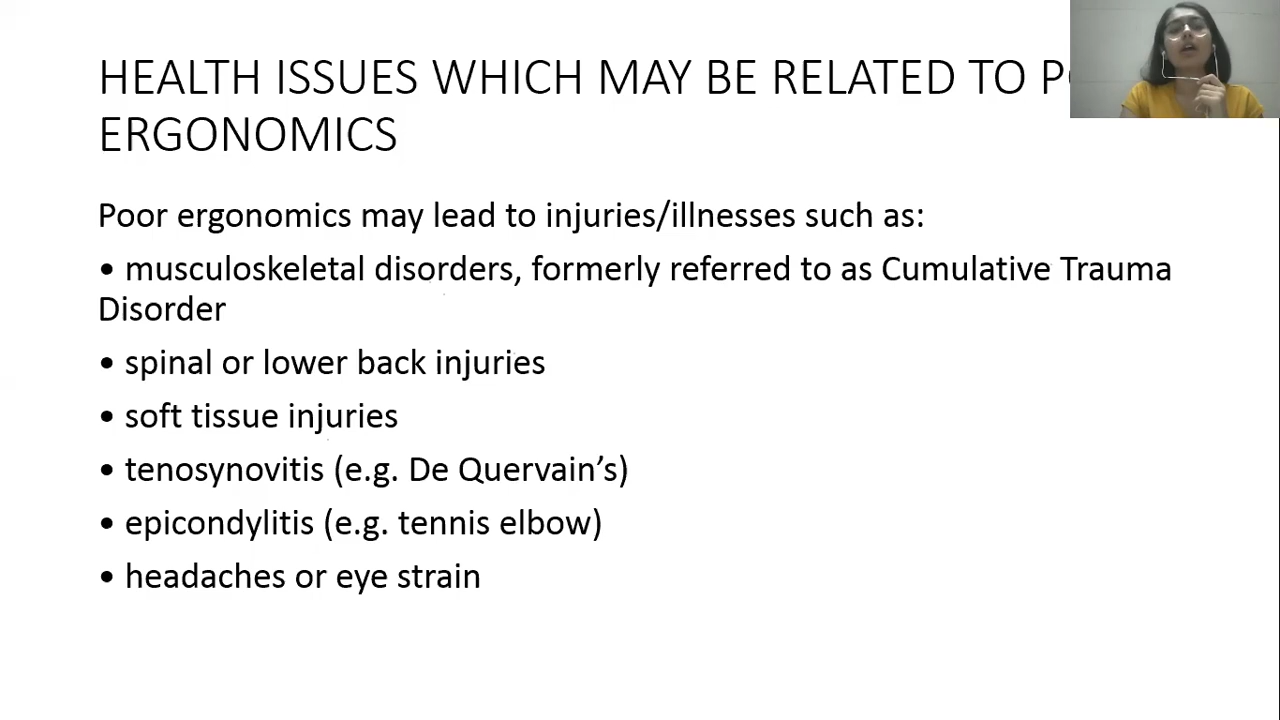 HEALTH ISSUES WHICH MAY BE RELATED TO
ERGONOMICS
Poor ergonomics may lead to injuries/illnesses such as:
• musculoskeletal disorders, formerly referred to as Cumulative Trauma
Disorder
• spinal or lower back injuries
• soft tissue injuries
• tenosynovitis (e.g. De Quervain’s)
• epicondylitis (e.g. tennis elbow)
• headaches or eye strain